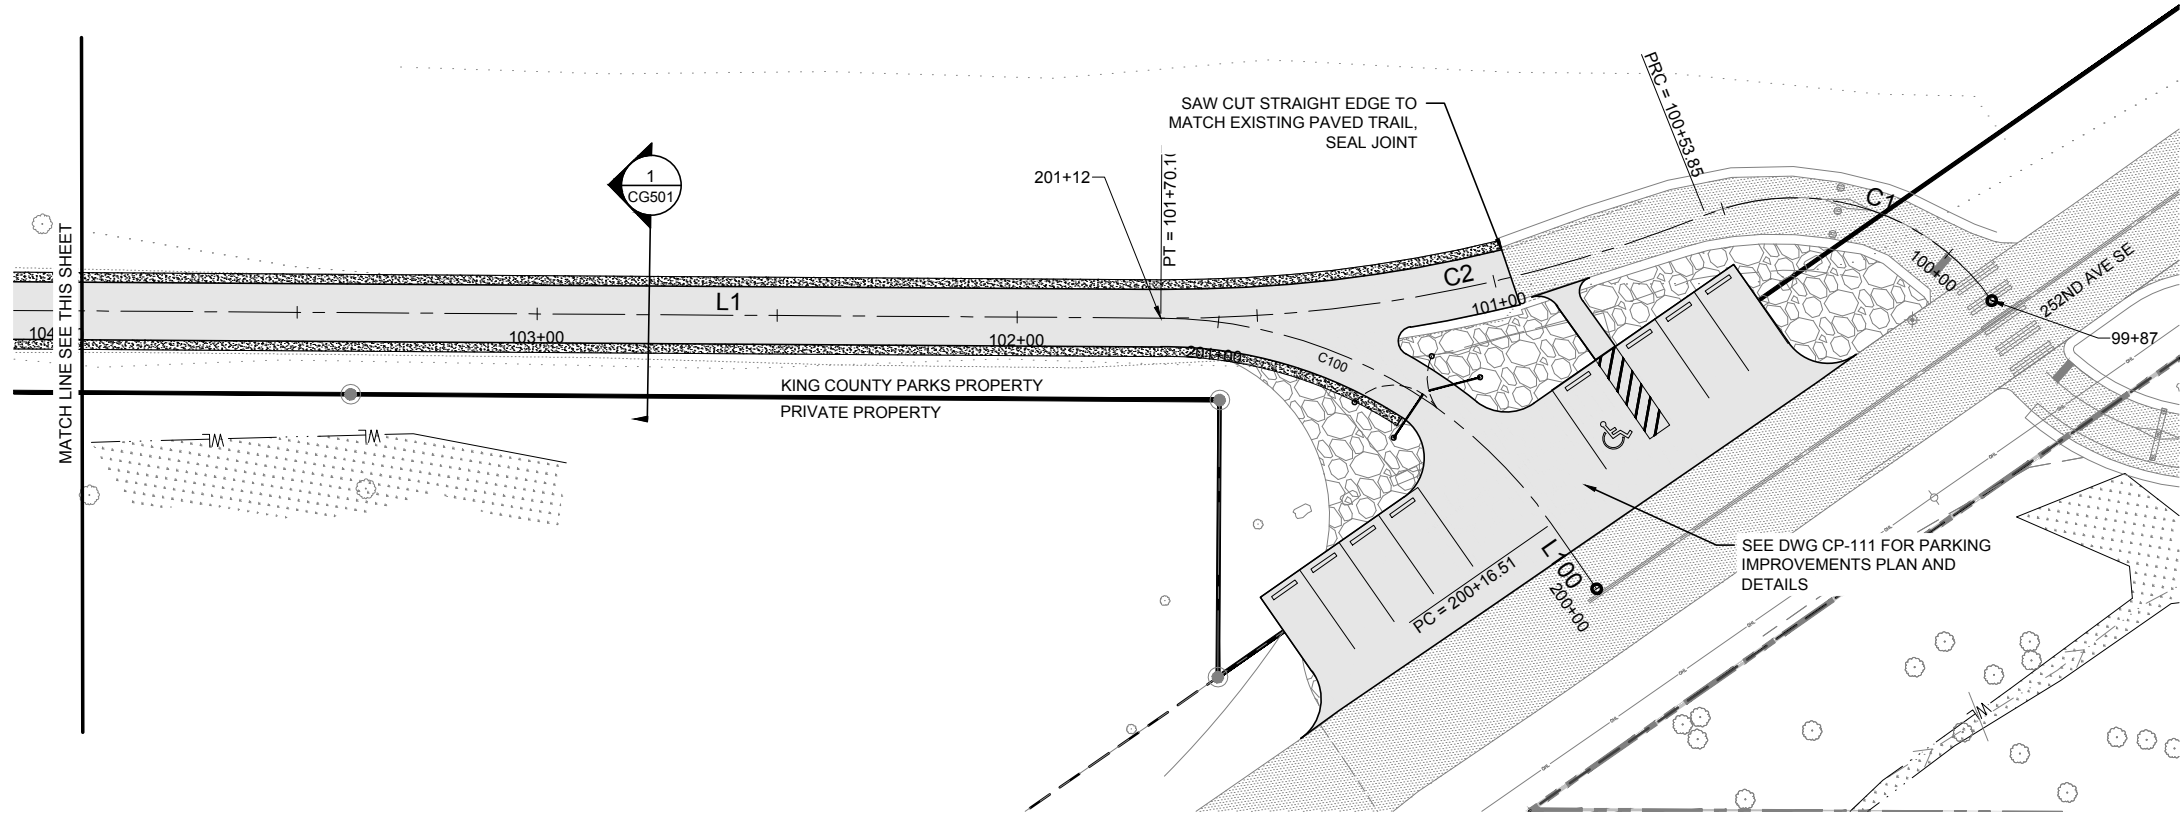 SAW CUT STRAIGHT EDGE TO
MATCH EXISTING PAVED TRAIL,
SEAL JOINT
PRC = 100+53.85
1
CG501
201+12
PT = 101+70.1
C1
MATCH LINE SEE THIS SHEET
L1
C2
100+00
252ND AVE SE
99+87
101+00
104
103+00
102+00
201+00
C100
KING COUNTY PARKS PROPERTY
PRIVATE PROPERTY
SEE DWG CP-111 FOR PARKING
IMPROVEMENTS PLAN AND
DETAILS
L100
200+00
PC = 200+16.51